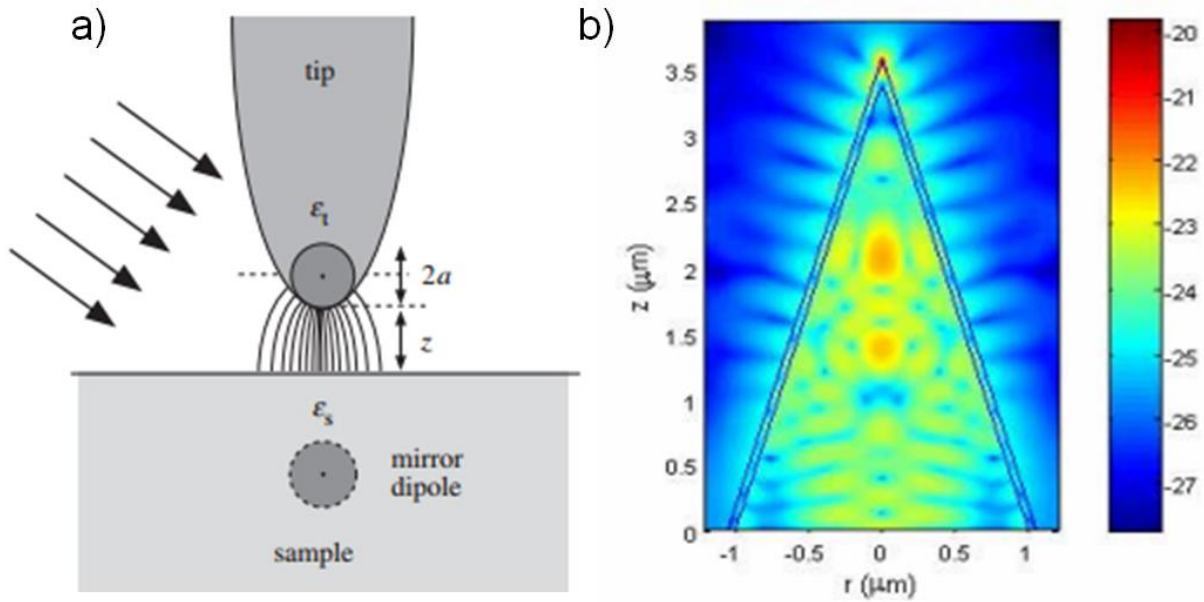 a)
tip
εt
2a
z
εs
mirror
dipole
sample
b)
3.5
3
2.5
2
1.5
1
0.5
0
z (μm)
-1
-0.5
0
0.5
1
r (μm)
-20
-21
-22
-23
-24
-25
-26
-27